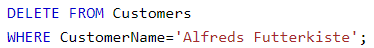 DELETE FROM Customers
WHERE CustomerName='Alfreds Futterkiste';